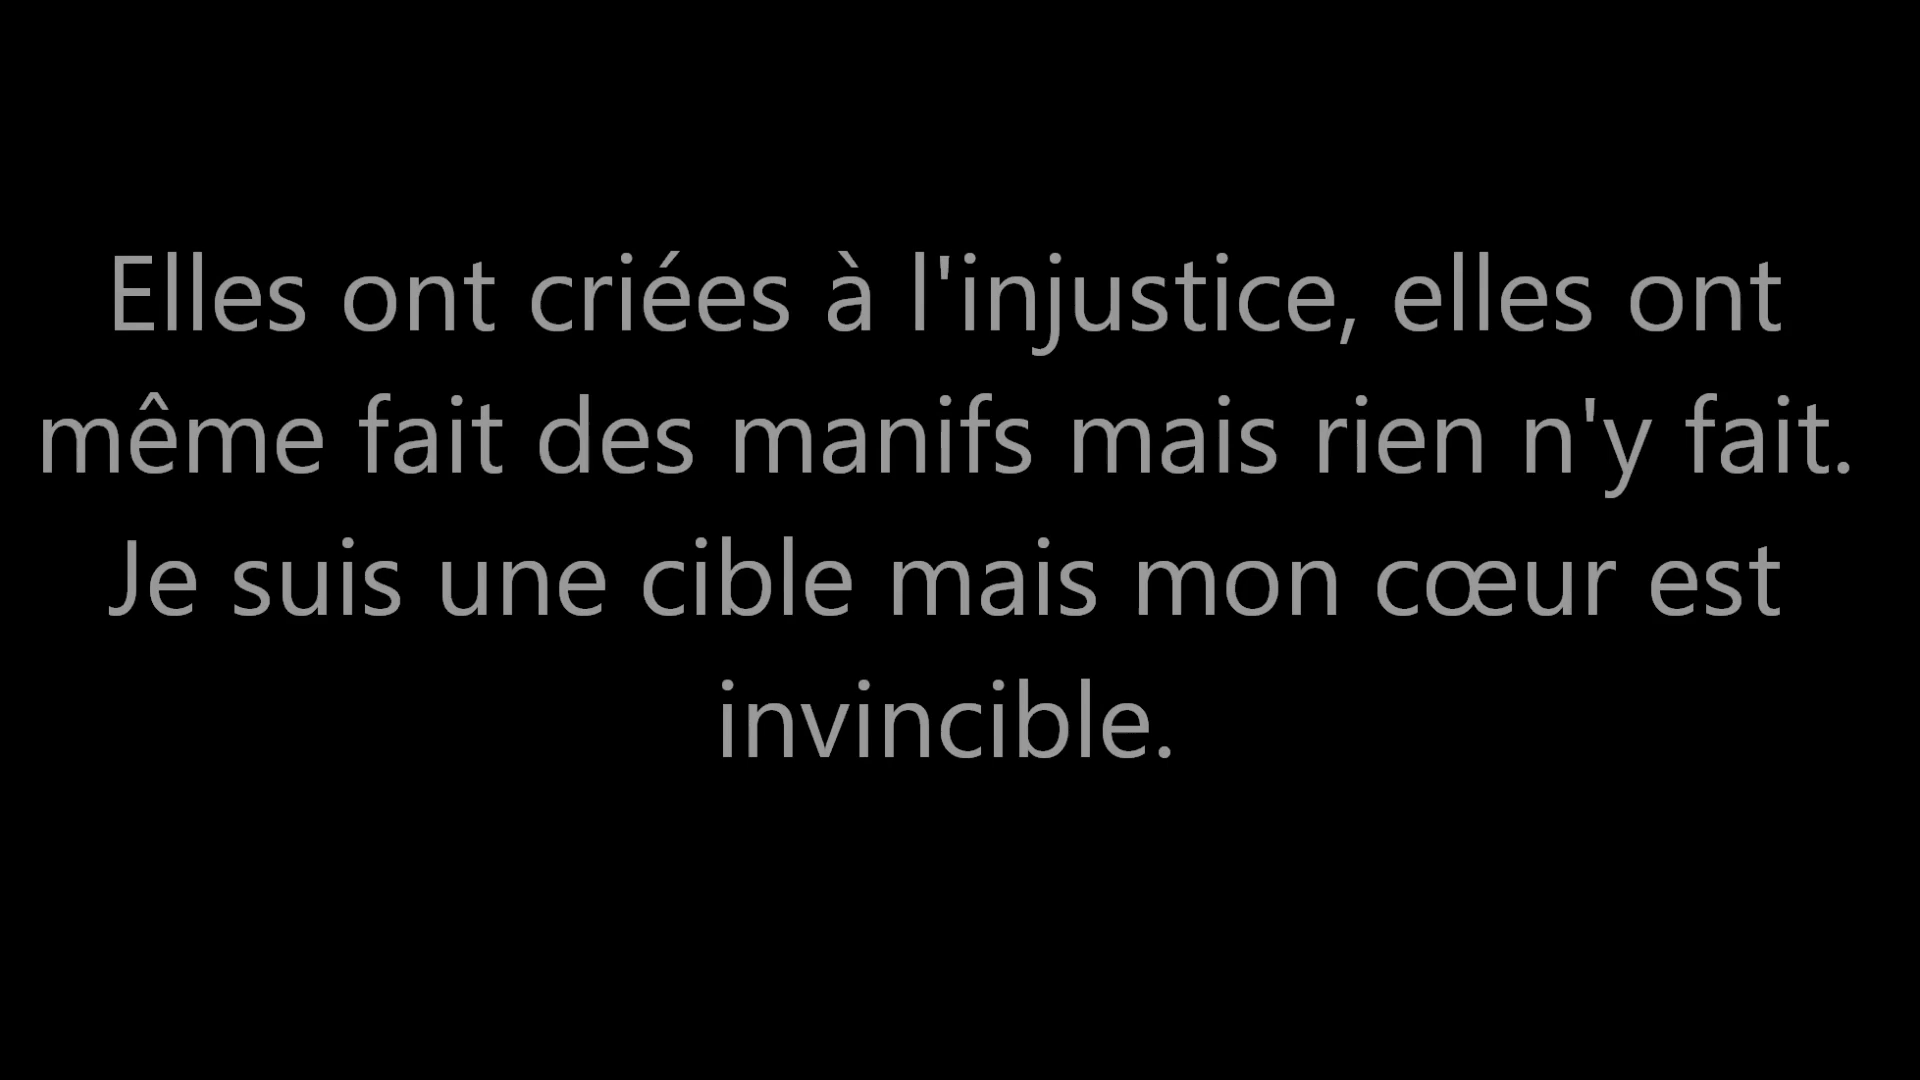 Elles ont criées à l'injustice, elles ont
même fait des manifs mais rien n'y fait.
Je suis une cible mais mon cœur est
invincible.